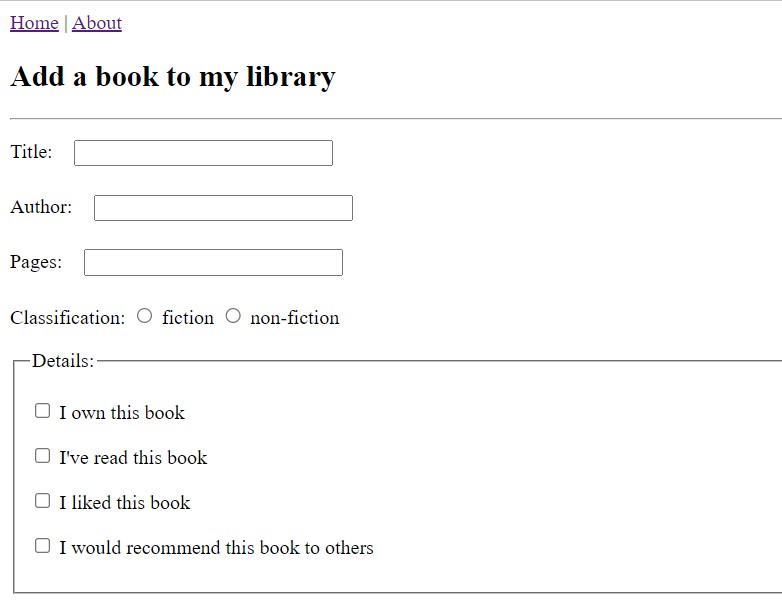 Home | About
Add a book to my library
Title:
Author:
Pages:
Classification: fiction non-fiction
Details:
I own this book
I've read this book
I liked this book
I would recommend this book to others